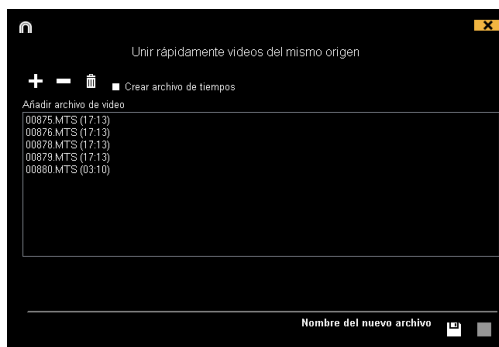 Unir rápidamente videos del mismo origen
Crear archivo de tiempos
Añadir archivo de video
00875.MTS (17:13)
00876.MTS (17:13)
00878.MTS (17:13)
00879.MTS (17:13)
00880.MTS (03:10)
Nombre del nuevo archivo